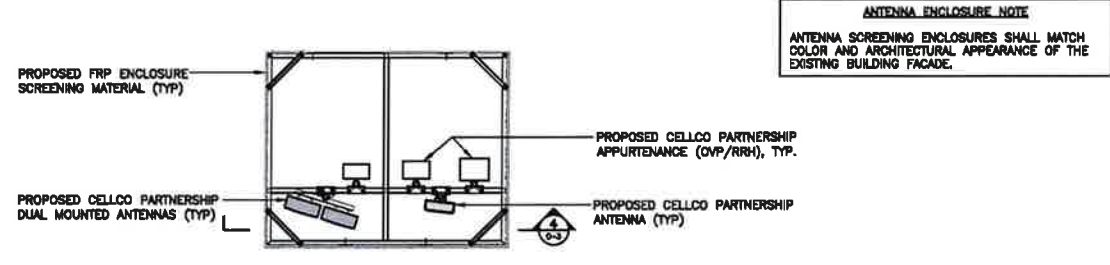 ANTENNA ENCLOSURE NOTE
ANTENNA SCREENING ENCLOSURES SHALL MATCH
COLOR AND ARCHITECTURAL APPEARANCE OF THE
EXISTING BUILDING FACADE.
PROPOSED FRP ENCLOSURE
SCREENING MATERIAL (TYP)
PROPOSED CELLCO PARTNERSHIP
APPURTENANCE (OVP/RRH), TYP.
PROPOSED CELLCO PARTNERSHIP
DUAL MOUNTED ANTENNAS (TYP)
PROPOSED CELLCO PARTNERSHIP
ANTENNA (TYP)
4